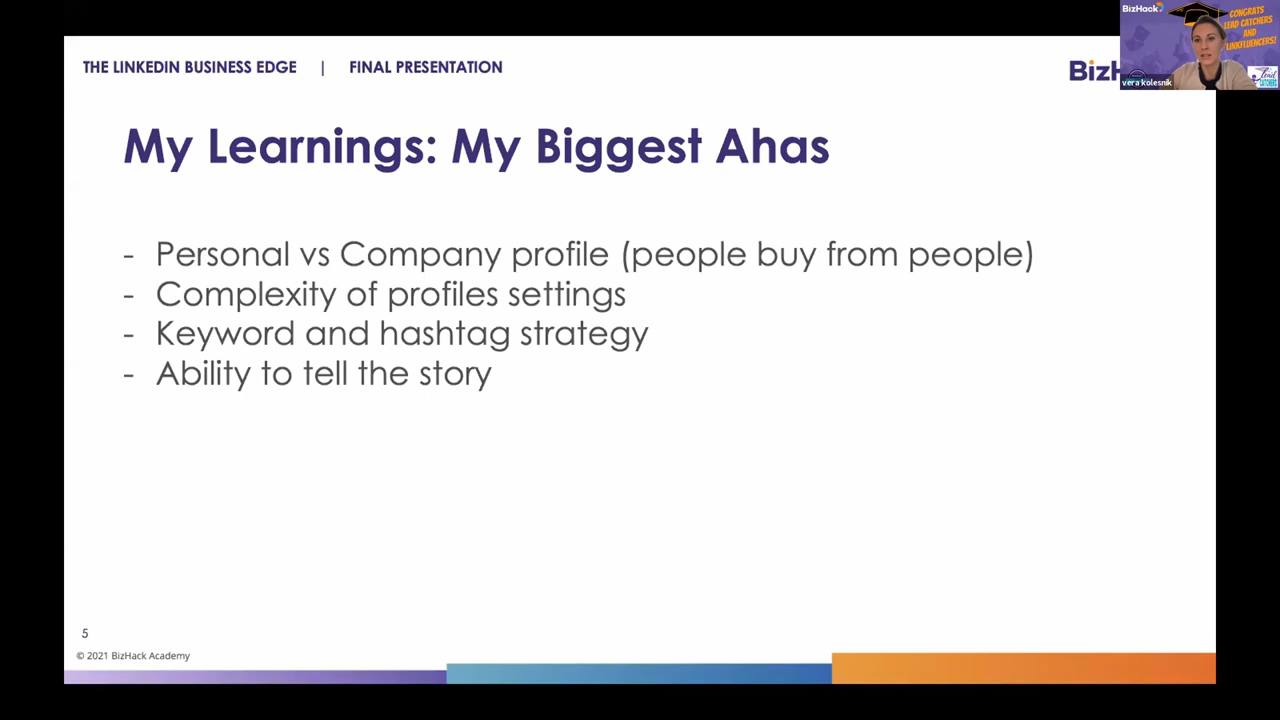 THE LINKEDIN BUSINESS EDGE | FINAL PRESENTATION
BizH
BizHack
CONGRATS
LEAD CATCHERS
AND
LINKFLUENCERS!
vera kolesnik
Lead
CATCHERS
My Learnings: My Biggest Ahas
- Personal vs Company profile (people buy from people)
- Complexity of profiles settings
- Keyword and hashtag strategy
- Ability to tell the story
5
© 2021 BizHack Academy